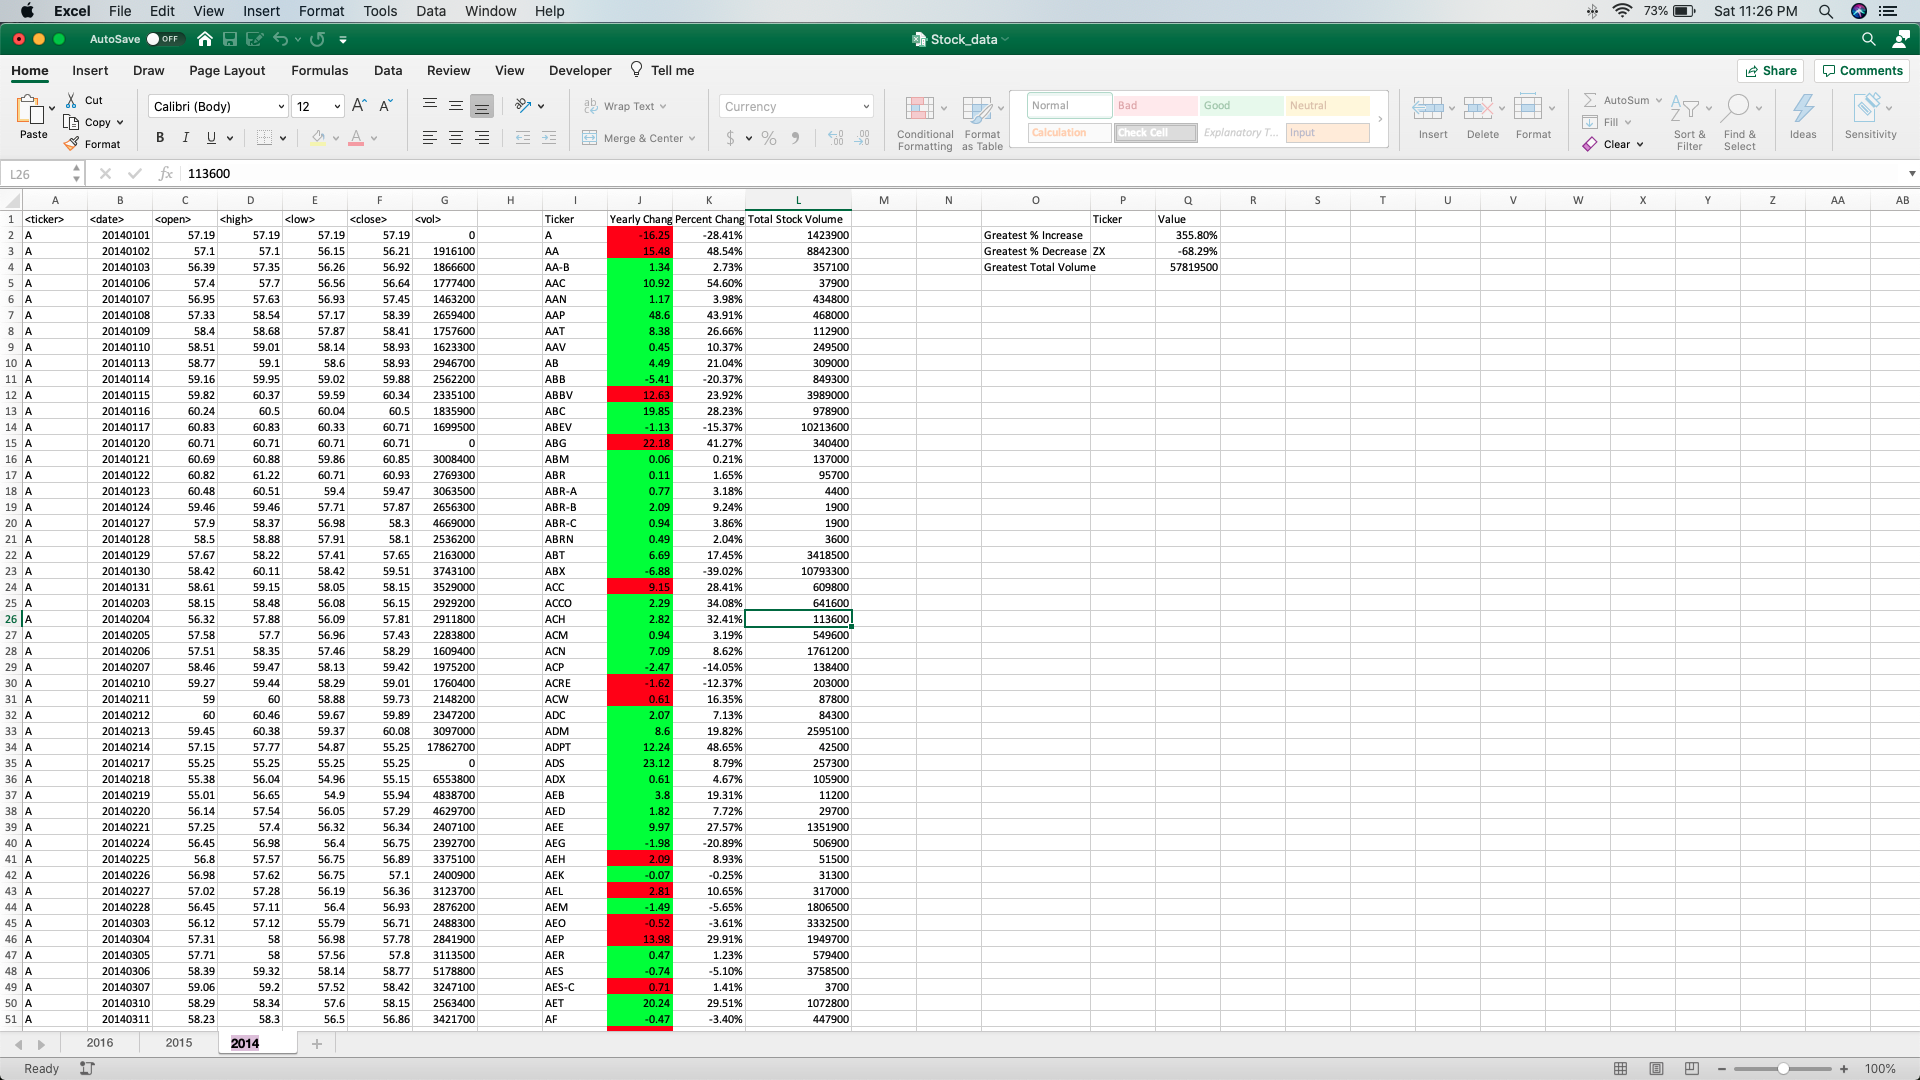 Excel File Edit View Insert Format Tools Data Window Help 73% Sat 11:26 PM
AutoSave OFF Stock_data
Home Insert Draw Page Layout Formulas Data Review View Developer Tell me Share Comments
Paste Cut Copy Format
Calibri (Body) 12
B I U
Wrap Text
Merge & Center
Currency
$ %
Conditional Formatting Format as Table
Normal Bad Good Neutral
Calculation Check Cell Explanatory T... Input
Insert Delete Format
AutoSum Fill Clear
Sort & Filter Find & Select Ideas Sensitivity
L26 fx 113600
A B C D E F G H I J K L M N O P Q R S T U V W X Y Z AA AB
1 <ticker> <date> <open> <high> <low> <close> <vol> Ticker Yearly Chang Percent Chang Total Stock Volume Ticker Value
2 A 20140101 57.19 57.19 57.19 57.19 0 A -16.25 -28.41% 1423900 Greatest % Increase 355.80%
3 A 20140102 57.1 57.1 56.15 56.21 1916100 AA 15.48 48.54% 8842300 Greatest % Decrease ZX -68.29%
4 A 20140103 56.39 57.35 56.26 56.92 1866600 AA-B 1.34 2.73% 357100 Greatest Total Volume 57819500
5 A 20140106 57.4 57.7 56.56 56.64 1777400 AAC 10.92 54.60% 37900
6 A 20140107 56.95 57.63 56.93 57.45 1463200 AAN 1.17 3.98% 434800
7 A 20140108 57.33 58.54 57.17 58.39 2659400 AAP 48.6 43.91% 468000
8 A 20140109 58.4 58.68 57.87 58.41 1757600 AAT 8.38 26.66% 112900
9 A 20140110 58.51 59.01 58.14 58.93 1623300 AAV 0.45 10.37% 249500
10 A 20140113 58.77 59.1 58.6 58.93 2946700 AB 4.49 21.04% 309000
11 A 20140114 59.16 59.95 59.02 59.88 2562200 ABB -5.41 -20.37% 849300
12 A 20140115 59.82 60.37 59.59 60.34 2335100 ABBV 12.63 23.92% 3989000
13 A 20140116 60.24 60.5 60.04 60.5 1835900 ABC 19.85 28.23% 978900
14 A 20140117 60.83 60.83 60.33 60.71 1699500 ABEV -1.13 -15.37% 10213600
15 A 20140120 60.71 60.71 60.71 60.71 0 ABG 22.18 41.27% 340400
16 A 20140121 60.69 60.88 59.86 60.85 3008400 ABM 0.06 0.21% 137000
17 A 20140122 60.82 61.22 60.71 60.93 2769300 ABR 0.11 1.65% 95700
18 A 20140123 60.48 60.51 59.4 59.47 3063500 ABR-A 0.77 3.18% 4400
19 A 20140124 59.46 59.46 57.71 57.87 2656300 ABR-B 2.09 9.24% 1900
20 A 20140127 57.9 58.37 56.98 58.3 4669000 ABR-C 0.94 3.86% 1900
21 A 20140128 58.5 58.88 57.91 58.1 2536200 ABRN 0.49 2.04% 3600
22 A 20140129 57.67 58.22 57.41 57.65 2163000 ABT 6.69 17.45% 3418500
23 A 20140130 58.42 60.11 58.42 59.51 3743100 ABX -6.88 -39.02% 10793300
24 A 20140131 58.61 59.15 58.05 58.15 3529000 ACC 9.15 28.41% 609800
25 A 20140203 58.15 58.48 56.08 56.15 2929200 ACCO 2.29 34.08% 641600
26 A 20140204 56.32 57.88 56.09 57.81 2911800 ACH 2.82 32.41% 113600
27 A 20140205 57.58 57.7 56.96 57.43 2283800 ACM 0.94 3.19% 549600
28 A 20140206 57.51 58.35 57.46 58.29 1609400 ACN 7.09 8.62% 1761200
29 A 20140207 58.46 59.47 58.13 59.42 1975200 ACP -2.47 -14.05% 138400
30 A 20140210 59.27 59.44 58.29 59.01 1760400 ACRE -1.62 -12.37% 203000
31 A 20140211 59 60 58.88 59.73 2148200 ACW 0.61 16.35% 87800
32 A 20140212 60 60.46 59.67 59.89 2347200 ADC 2.07 7.13% 84300
33 A 20140213 59.45 60.38 59.37 60.08 3097000 ADM 8.6 19.82% 2595100
34 A 20140214 57.15 57.77 54.87 55.25 17862700 ADPT 12.24 48.65% 42500
35 A 20140217 55.25 55.25 55.25 55.25 0 ADS 23.12 8.79% 257300
36 A 20140218 55.38 56.04 54.96 55.15 6553800 ADX 0.61 4.67% 105900
37 A 20140219 55.01 56.65 54.9 55.94 4838700 AEB 3.8 19.31% 11200
38 A 20140220 56.14 57.54 56.05 57.29 4629700 AED 1.82 7.72% 29700
39 A 20140221 57.25 57.4 56.32 56.34 2407100 AEE 9.97 27.57% 1351900
40 A 20140224 56.45 56.98 56.4 56.75 2392700 AEG -1.98 -20.89% 506900
41 A 20140225 56.8 57.57 56.75 56.89 3375100 AEH 2.09 8.93% 51500
42 A 20140226 56.98 57.62 56.75 57.1 2400900 AEK -0.07 -0.25% 31300
43 A 20140227 57.02 57.28 56.19 56.36 3123700 AEL 2.81 10.65% 317000
44 A 20140228 56.45 57.11 56.4 56.93 2876200 AEM -1.49 -5.65% 1806500
45 A 20140303 56.12 57.12 55.79 56.71 2488300 AEO -0.52 -3.61% 3332500
46 A 20140304 57.31 58 56.98 57.78 2841900 AEP 13.98 29.91% 1949700
47 A 20140305 57.71 58 57.56 57.8 3113500 AER 0.47 1.23% 579400
48 A 20140306 58.39 59.32 58.14 58.77 5178800 AES -0.74 -5.10% 3758500
49 A 20140307 59.06 59.2 57.52 58.42 3247100 AES-C 0.71 1.41% 3700
50 A 20140310 58.29 58.34 57.6 58.15 2563400 AET 20.24 29.51% 1072800
51 A 20140311 58.23 58.3 56.5 56.86 3421700 AF -0.47 -3.40% 447900
2016 2015 2014
Ready 100%